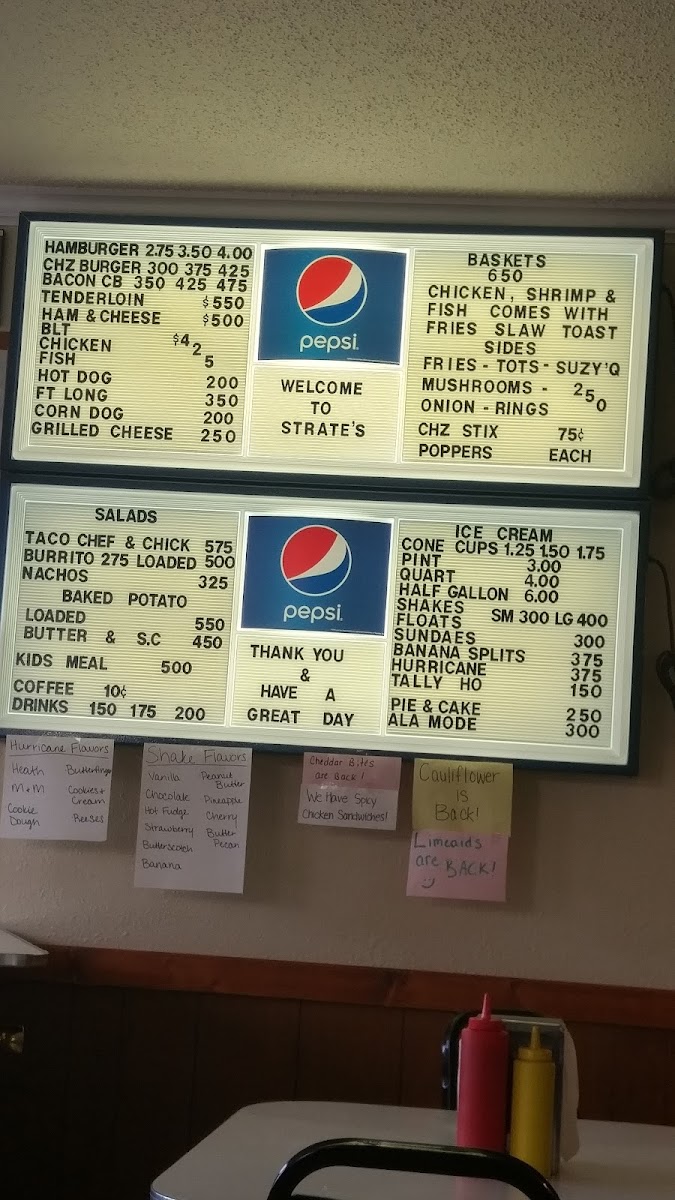 HAMBURGER 2.75 3.50 4.00
CHZ BURGER 300 375 425
BACON CB 350 425 475
TENDERLOIN $550
HAM & CHEESE $500
BLT
CHICKEN $425
FISH
HOT DOG 200
FT LONG 350
CORN DOG 200
GRILLED CHEESE 250
pepsi
WELCOME
TO
STRATE'S
BASKETS
650
CHICKEN, SHRIMP &
FISH COMES WITH
FRIES SLAW TOAST
SIDES
FRIES - TOTS - SUZY'Q
MUSHROOMS - 250
ONION - RINGS
CHZ STIX 75¢
POPPERS EACH
SALADS
TACO CHEF & CHICK 575
BURRITO 275 LOADED 500
NACHOS 325
BAKED POTATO
LOADED 550
BUTTER & S.C 450
KIDS MEAL 500
COFFEE 10¢
DRINKS 150 175 200
pepsi
THANK YOU
&
HAVE A
GREAT DAY
ICE CREAM
CONE CUPS 1.25 1.50 1.75
PINT 3.00
QUART 4.00
HALF GALLON 6.00
SHAKES SM 300 LG 400
FLOATS
SUNDAES 300
BANANA SPLITS 375
HURRICANE 375
TALLY HO 150
PIE & CAKE 250
ALA MODE 300
Hurricane Flavors
Heath Butterfinger
M+M Cookies+
Cream
Cookie
Dough Reeses
Shake Flavors
Vanilla Peanut
Butter
Chocolate Pineapple
Hot Fudge Cherry
Strawberry Butter
Pecan
Butterscotch
Banana
Cheddar Bites
are Back!
We Have Spicy
Chicken Sandwiches!
Cauliflower
is
Back!
Limeaids
are BACK!